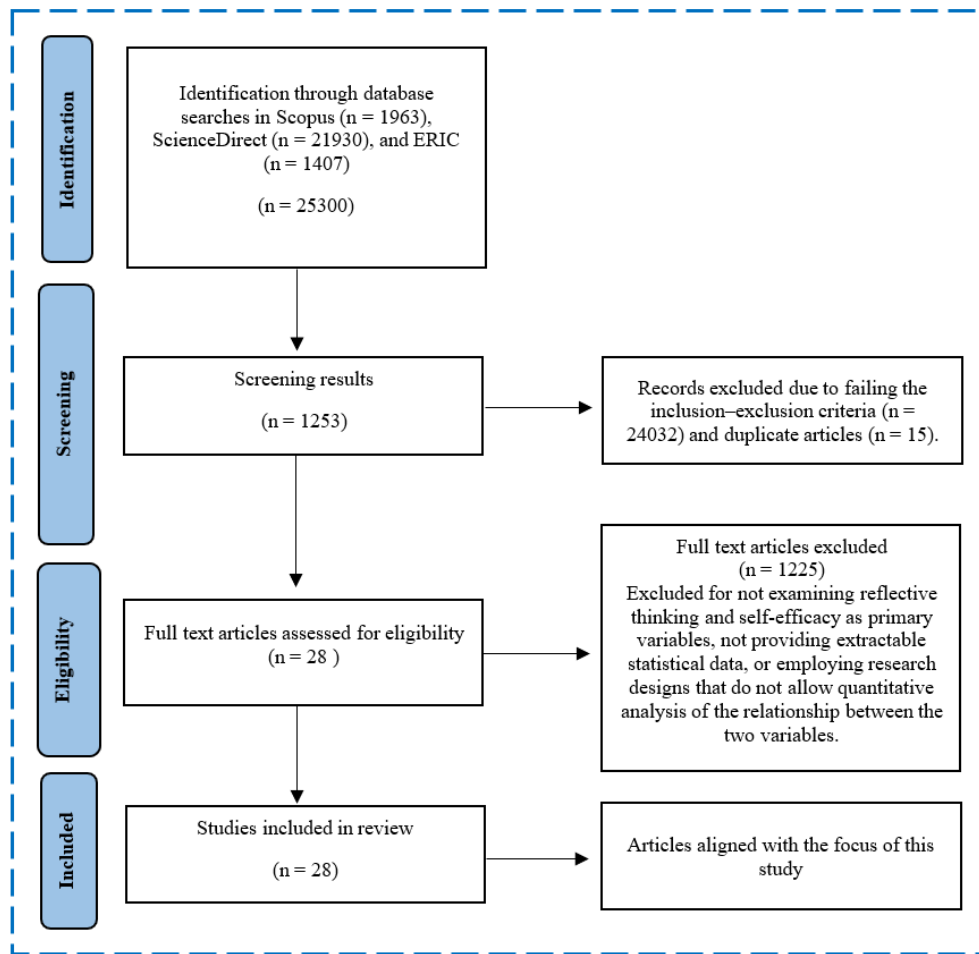 Identification
Identification through database
searches in Scopus (n = 1963),
ScienceDirect (n = 21930), and ERIC
(n = 1407)
(n = 25300)
Screening
Screening results
(n = 1253)
Records excluded due to failing the
inclusion–exclusion criteria (n =
24032) and duplicate articles (n = 15).
Eligibility
Full text articles assessed for eligibility
(n = 28 )
Full text articles excluded
(n = 1225)
Excluded for not examining reflective
thinking and self-efficacy as primary
variables, not providing extractable
statistical data, or employing research
designs that do not allow quantitative
analysis of the relationship between the
two variables.
Included
Studies included in review
(n = 28)
Articles aligned with the focus of this
study